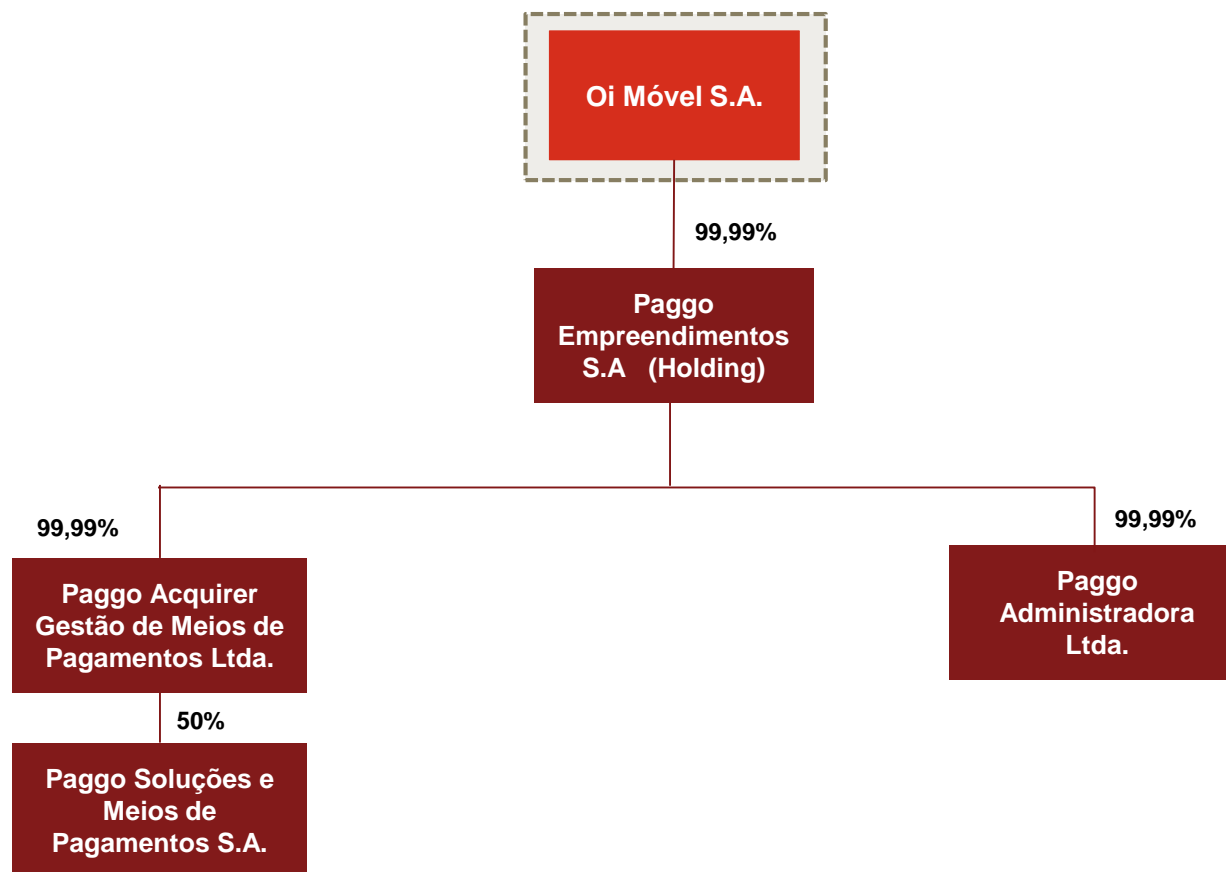 Oi Móvel S.A.
99,99%
Paggo
Empreendimentos
S.A (Holding)
99,99%
99,99%
Paggo Acquirer
Gestão de Meios de
Pagamentos Ltda.
Paggo
Administradora
Ltda.
50%
Paggo Soluções e
Meios de
Pagamentos S.A.